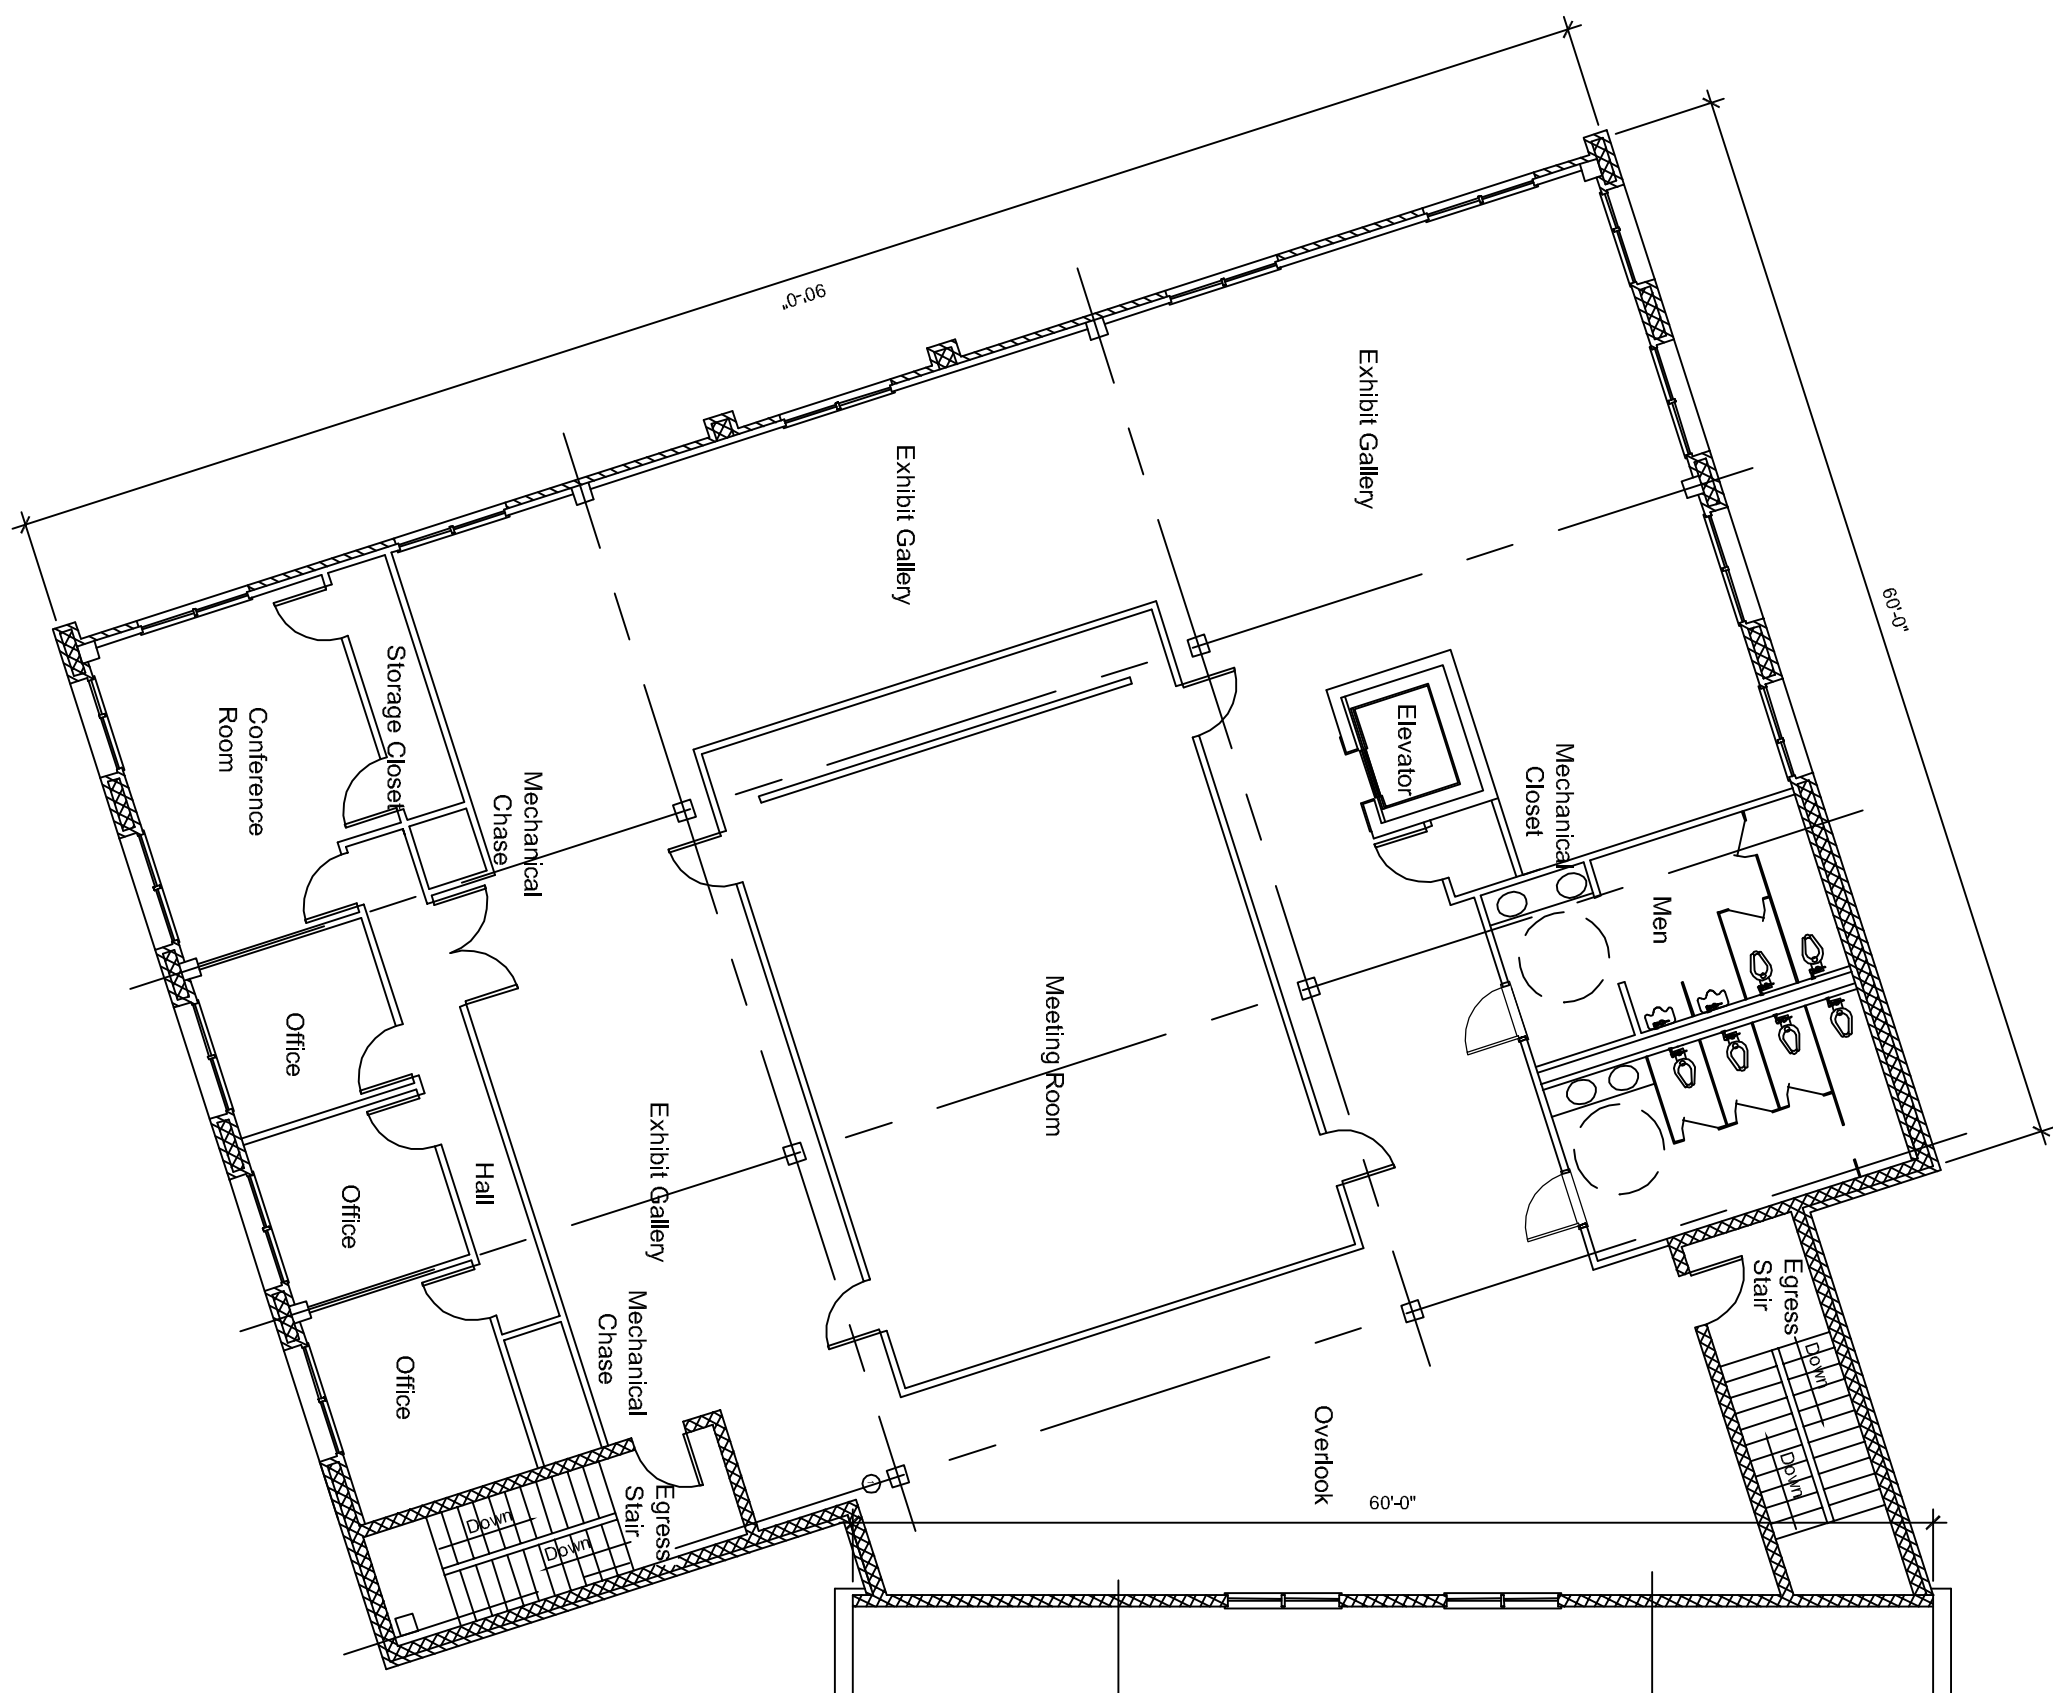 90'-0"
60'-0"
Exhibit Gallery
Exhibit Gallery
Storage Closet
Conference
Room
Mechanical
Chase
Elevator
Mechanical
Closet
Men
Meeting Room
Office
Office
Hall
Exhibit Gallery
Office
Mechanical
Chase
Egress
Stair
Down
Down
Overlook
60'-0"
Egress
Stair
Down
Down